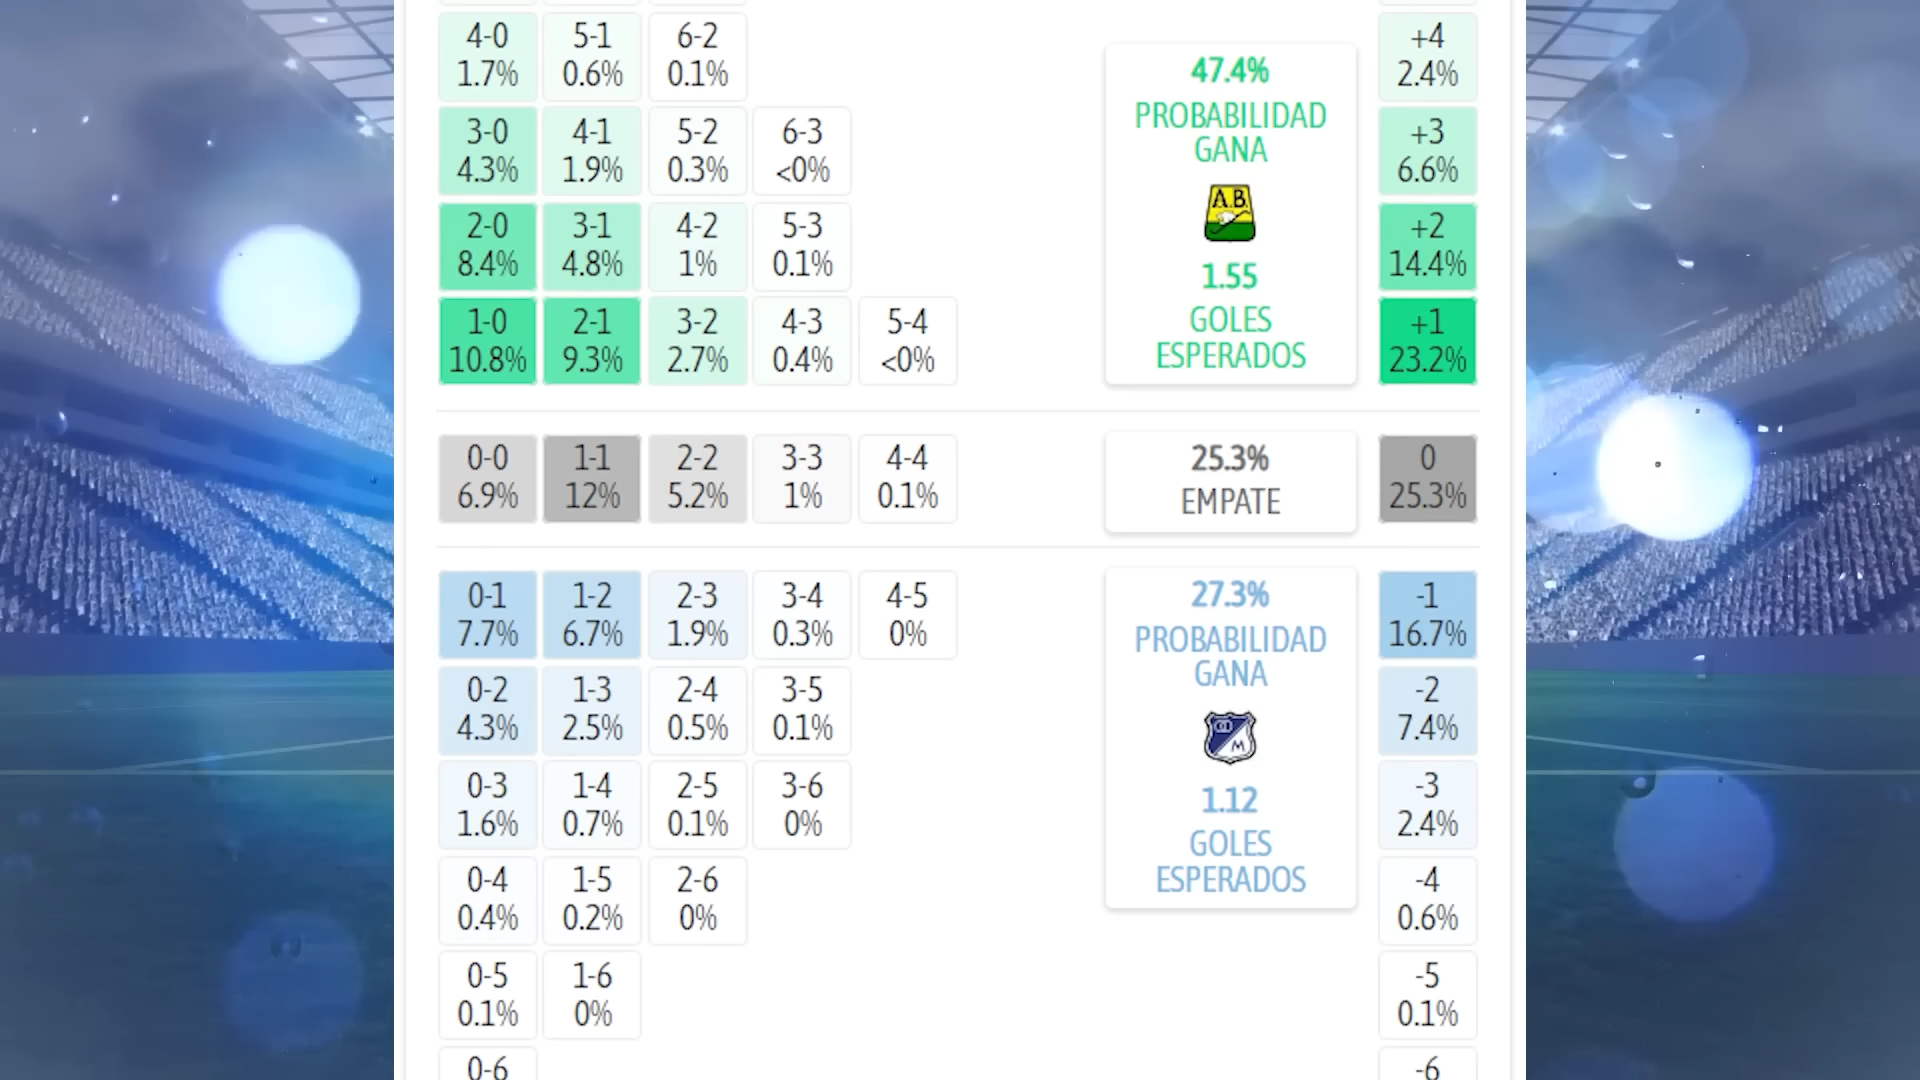 4-0 5-1 6-2
1.7% 0.6% 0.1%
3-0 4-1 5-2 6-3
4.3% 1.9% 0.3% <0%
2-0 3-1 4-2 5-3
8.4% 4.8% 1% 0.1%
1-0 2-1 3-2 4-3 5-4
10.8% 9.3% 2.7% 0.4% <0%
47.4%
PROBABILIDAD
GANA
A.B.
1.55
GOLES
ESPERADOS
+4
2.4%
+3
6.6%
+2
14.4%
+1
23.2%
0-0 1-1 2-2 3-3 4-4
6.9% 12% 5.2% 1% 0.1%
25.3%
EMPATE
0
25.3%
0-1 1-2 2-3 3-4 4-5
7.7% 6.7% 1.9% 0.3% 0%
0-2 1-3 2-4 3-5
4.3% 2.5% 0.5% 0.1%
0-3 1-4 2-5 3-6
1.6% 0.7% 0.1% 0%
0-4 1-5 2-6
0.4% 0.2% 0%
0-5 1-6
0.1% 0%
0-6
27.3%
PROBABILIDAD
GANA
M
1.12
GOLES
ESPERADOS
-1
16.7%
-2
7.4%
-3
2.4%
-4
0.6%
-5
0.1%
-6